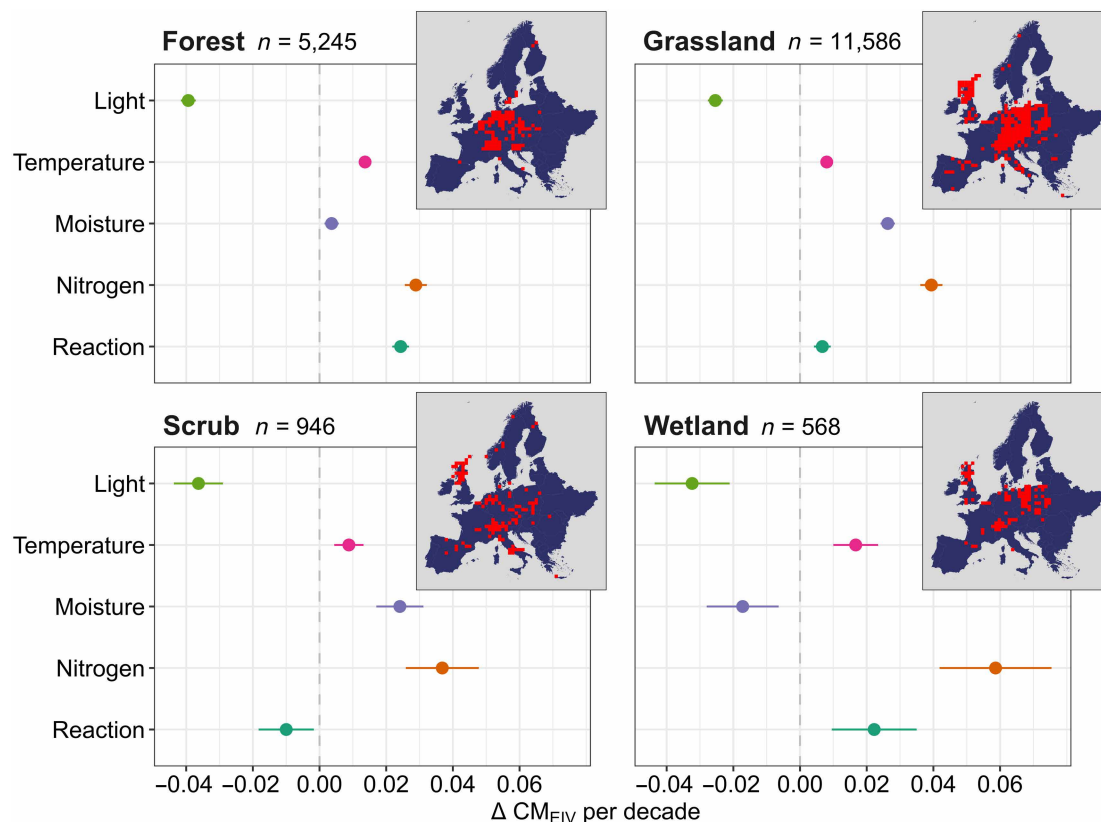 Forest n = 5,245
Grassland n = 11,586
Light
Temperature
Moisture
Nitrogen
Reaction
Scrub n = 946
Wetland n = 568
Light
Temperature
Moisture
Nitrogen
Reaction
−0.04 −0.02 0.00 0.02 0.04 0.06
−0.04 −0.02 0.00 0.02 0.04 0.06
Δ CM_EIV per decade